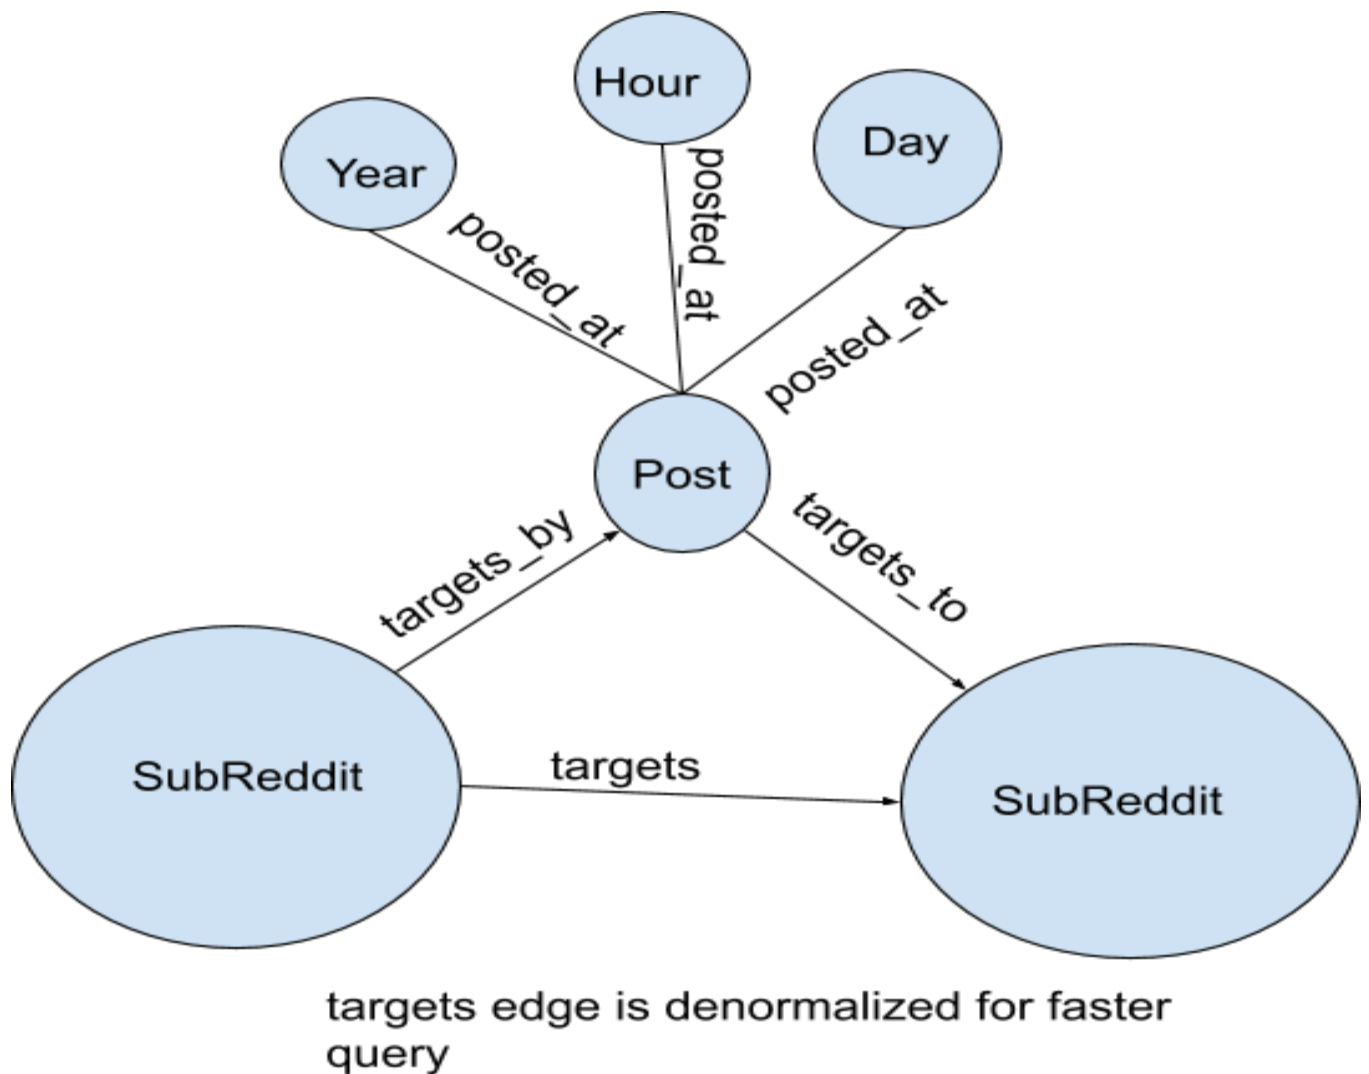 Hour
Day
Year
posted_at
posted_at
posted_at
Post
targets_by
targets_to
targets
SubReddit
SubReddit
targets edge is denormalized for faster
query